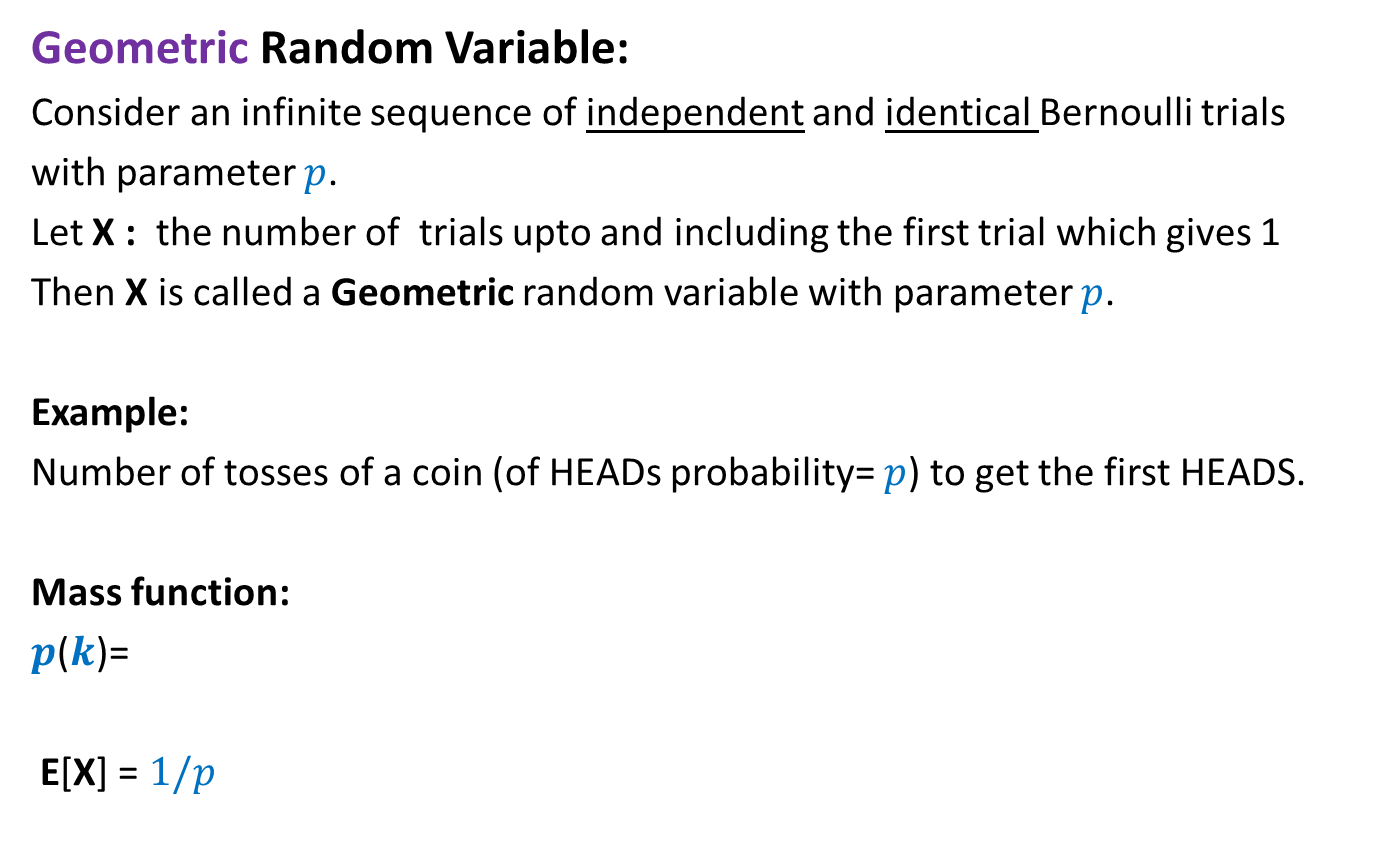 Geometric Random Variable:
Consider an infinite sequence of independent and identical Bernoulli trials
with parameter p.
Let X : the number of trials upto and including the first trial which gives 1
Then X is called a Geometric random variable with parameter p.
Example:
Number of tosses of a coin (of HEADs probability= p) to get the first HEADS.
Mass function:
p(k)=
E[X] = 1/p